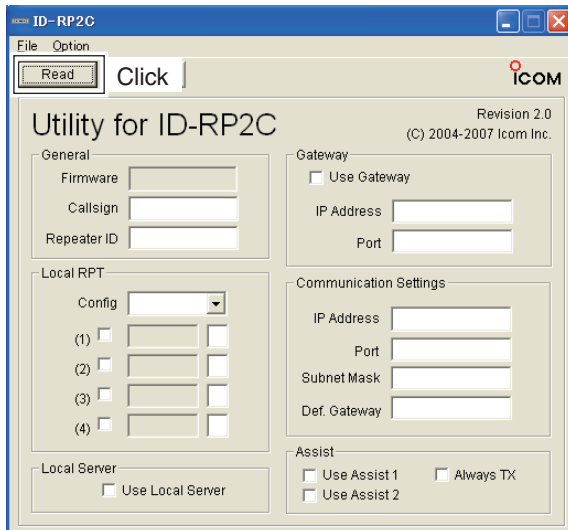 ID-RP2C
File Option
Read Click
ICOM
Utility for ID-RP2C
Revision 2.0
(C) 2004-2007 Icom Inc.
General
Firmware
Callsign
Repeater ID
Gateway
Use Gateway
IP Address
Port
Local RPT
Config
(1)
(2)
(3)
(4)
Communication Settings
IP Address
Port
Subnet Mask
Def. Gateway
Local Server
Use Local Server
Assist
Use Assist 1 Always TX
Use Assist 2